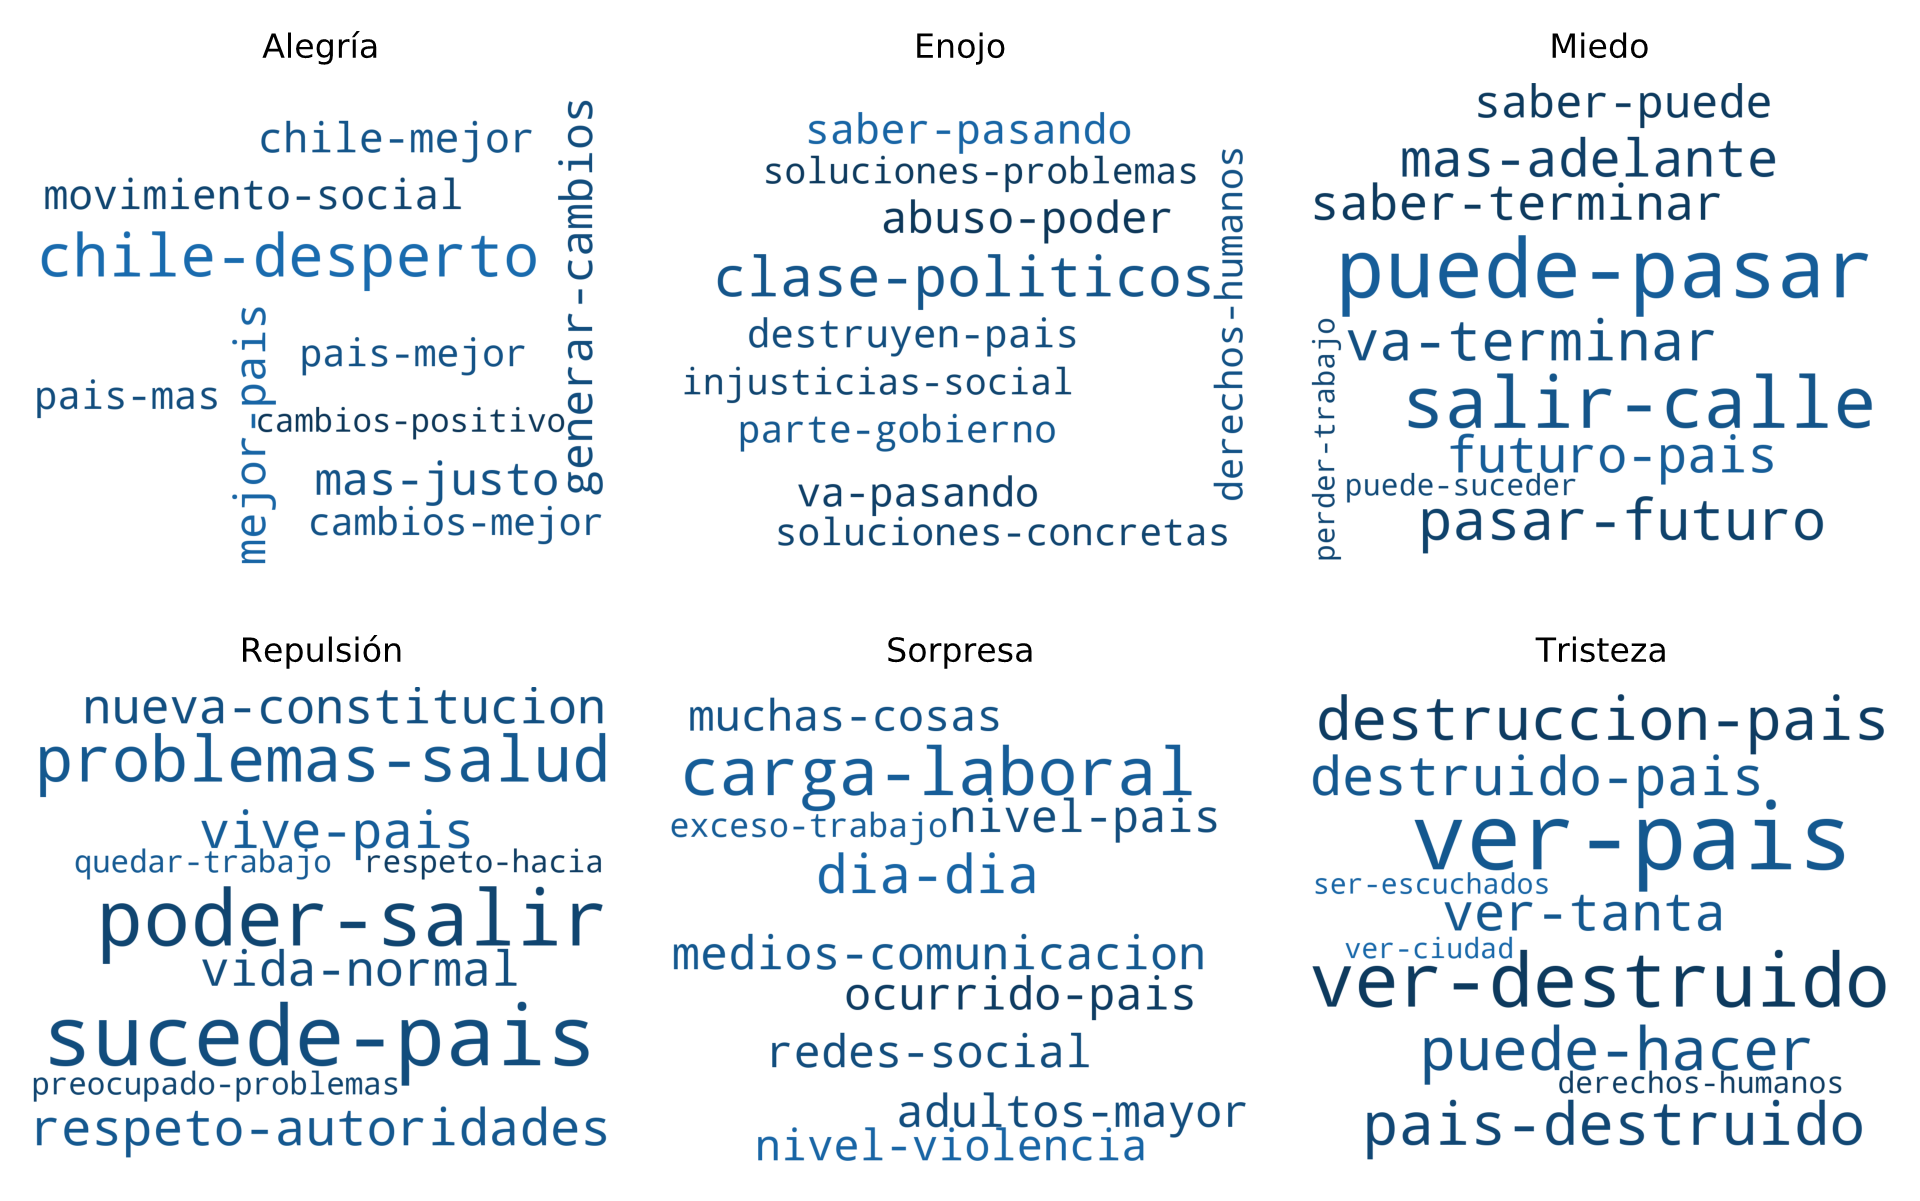 Alegría
chile-mejor
generar-cambios
movimiento-social
chile-desperto
mejor-pais
pais-mejor
pais-mas
cambios-positivo
mas-justo
cambios-mejor
Enojo
saber-pasando
soluciones-problemas
derechos-humanos
abuso-poder
clase-politicos
destruyen-pais
injusticias-social
parte-gobierno
va-pasando
soluciones-concretas
Miedo
saber-puede
mas-adelante
saber-terminar
puede-pasar
perder-trabajo
va-terminar
salir-calle
futuro-pais
puede-suceder
pasar-futuro
Repulsión
nueva-constitucion
problemas-salud
vive-pais
quedar-trabajo
respeto-hacia
poder-salir
vida-normal
sucede-pais
preocupado-problemas
respeto-autoridades
Sorpresa
muchas-cosas
carga-laboral
exceso-trabajo
nivel-pais
dia-dia
medios-comunicacion
ocurrido-pais
redes-social
adultos-mayor
nivel-violencia
Tristeza
destruccion-pais
destruido-pais
ver-pais
ser-escuchados
ver-tanta
ver-ciudad
ver-destruido
puede-hacer
derechos-humanos
pais-destruido